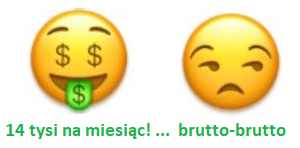 $ $
$
14 tysi na miesiąc! ... brutto-brutto